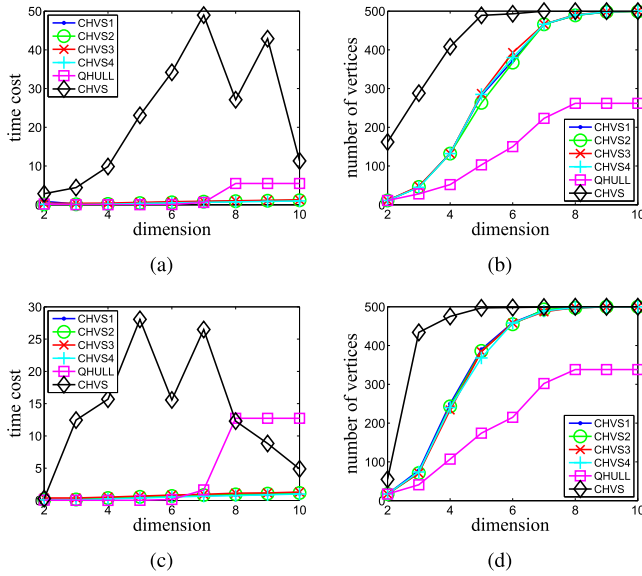 50
40
30
20
10
0
time cost
CHVS1
CHVS2
CHVS3
CHVS4
QHULL
CHVS
2 4 6 8 10
dimension
(a)
500
400
300
200
100
0
number of vertices
CHVS1
CHVS2
CHVS3
CHVS4
QHULL
CHVS
2 4 6 8 10
dimension
(b)
30
25
20
15
10
5
0
time cost
CHVS1
CHVS2
CHVS3
CHVS4
QHULL
CHVS
2 4 6 8 10
dimension
(c)
500
400
300
200
100
number of vertices
CHVS1
CHVS2
CHVS3
CHVS4
QHULL
CHVS
2 4 6 8 10
dimension
(d)